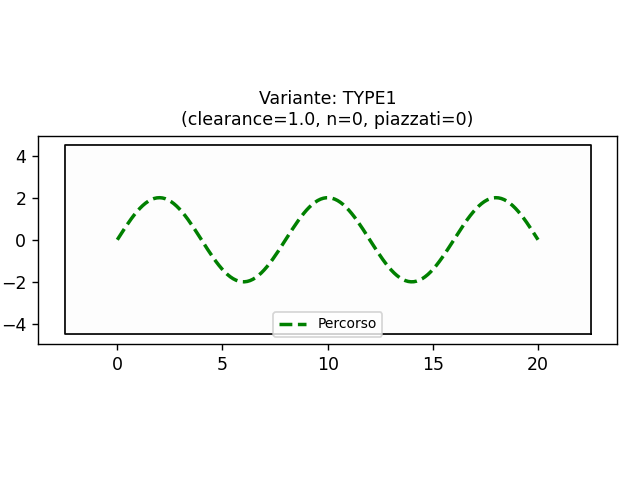 Variante: TYPE1
(clearance=1.0, n=0, piazzati=0)
4
2
0
−2
−4
Percorso
0 5 10 15 20